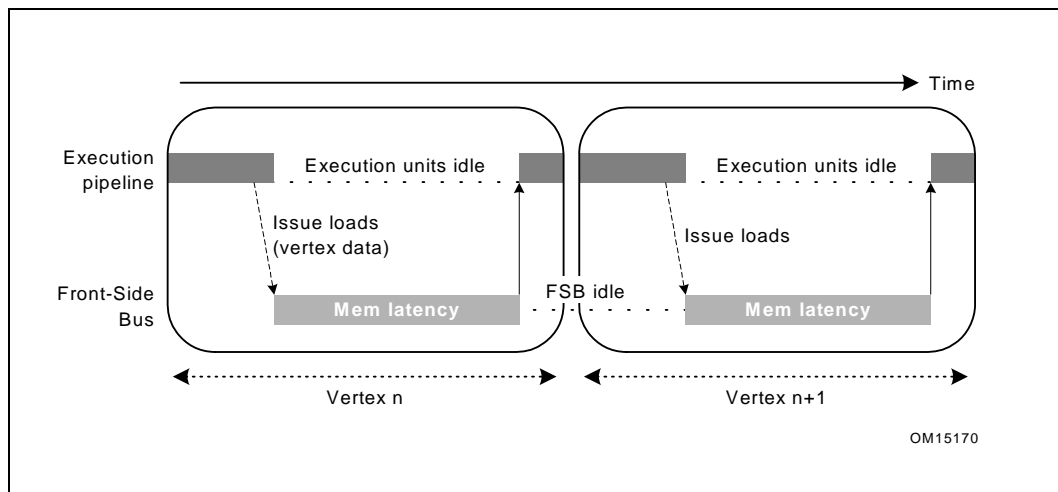 Time
Execution
pipeline
Execution units idle
Execution units idle
Issue loads
(vertex data)
Issue loads
Front-Side
Bus
Mem latency
FSB idle
Mem latency
Vertex n
Vertex n+1
OM15170